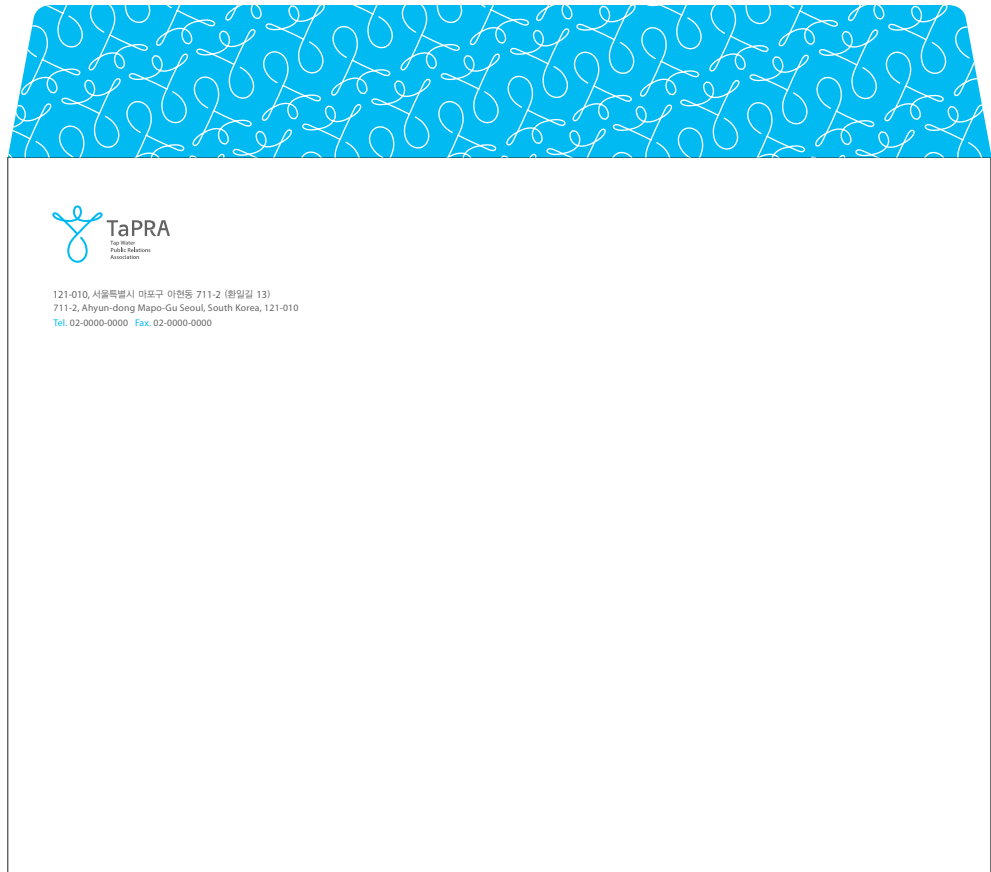 TaPRA
Tap Water
Public Relations
Association
121-010, 서울특별시 마포구 아현동 711-2 (환일길 13)
711-2, Ahyun-dong Mapo-Gu Seoul, South Korea, 121-010
Tel. 02-0000-0000 Fax. 02-0000-0000